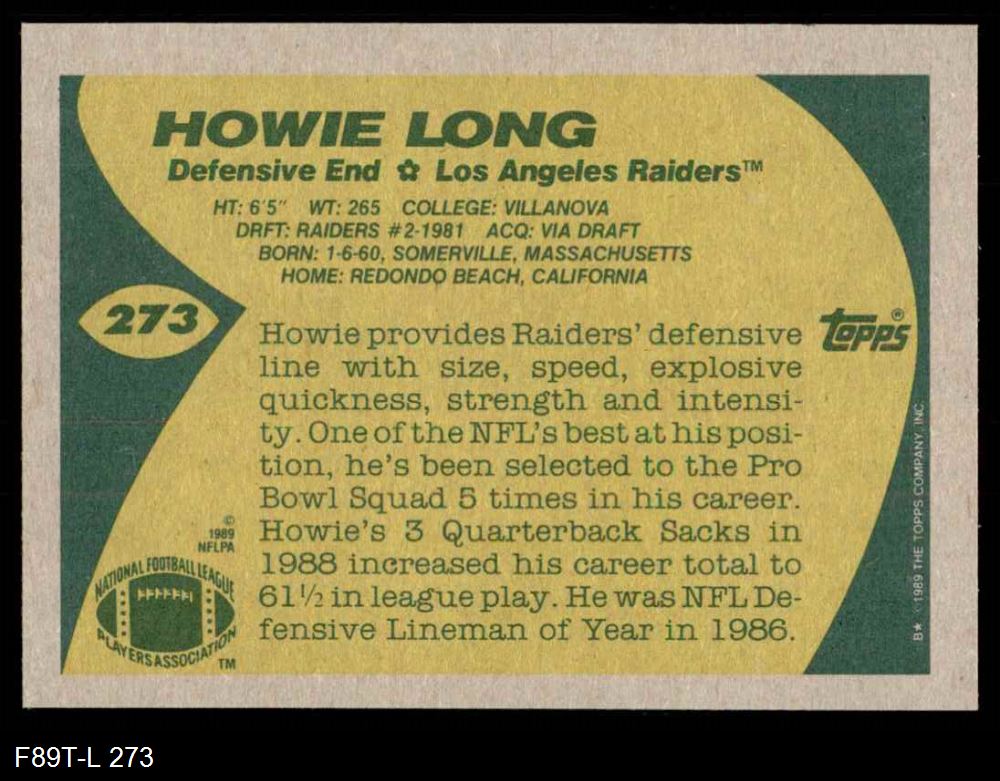 HOWIE LONG
Defensive End ✿ Los Angeles Raiders™
HT: 6'5" WT: 265 COLLEGE: VILLANOVA
DRFT: RAIDERS #2-1981 ACQ: VIA DRAFT
BORN: 1-6-60, SOMERVILLE, MASSACHUSETTS
HOME: REDONDO BEACH, CALIFORNIA
273
topps®
Howie provides Raiders' defensive
line with size, speed, explosive
quickness, strength and intensi-
ty. One of the NFL's best at his posi-
tion, he's been selected to the Pro
Bowl Squad 5 times in his career.
Howie's 3 Quarterback Sacks in
1988 increased his career total to
61½ in league play. He was NFL De-
fensive Lineman of Year in 1986.
©
1989
NFLPA
NATIONAL FOOTBALL LEAGUE
PLAYERS ASSOCIATION
TM
B* © 1989 THE TOPPS COMPANY, INC.
F89T-L 273